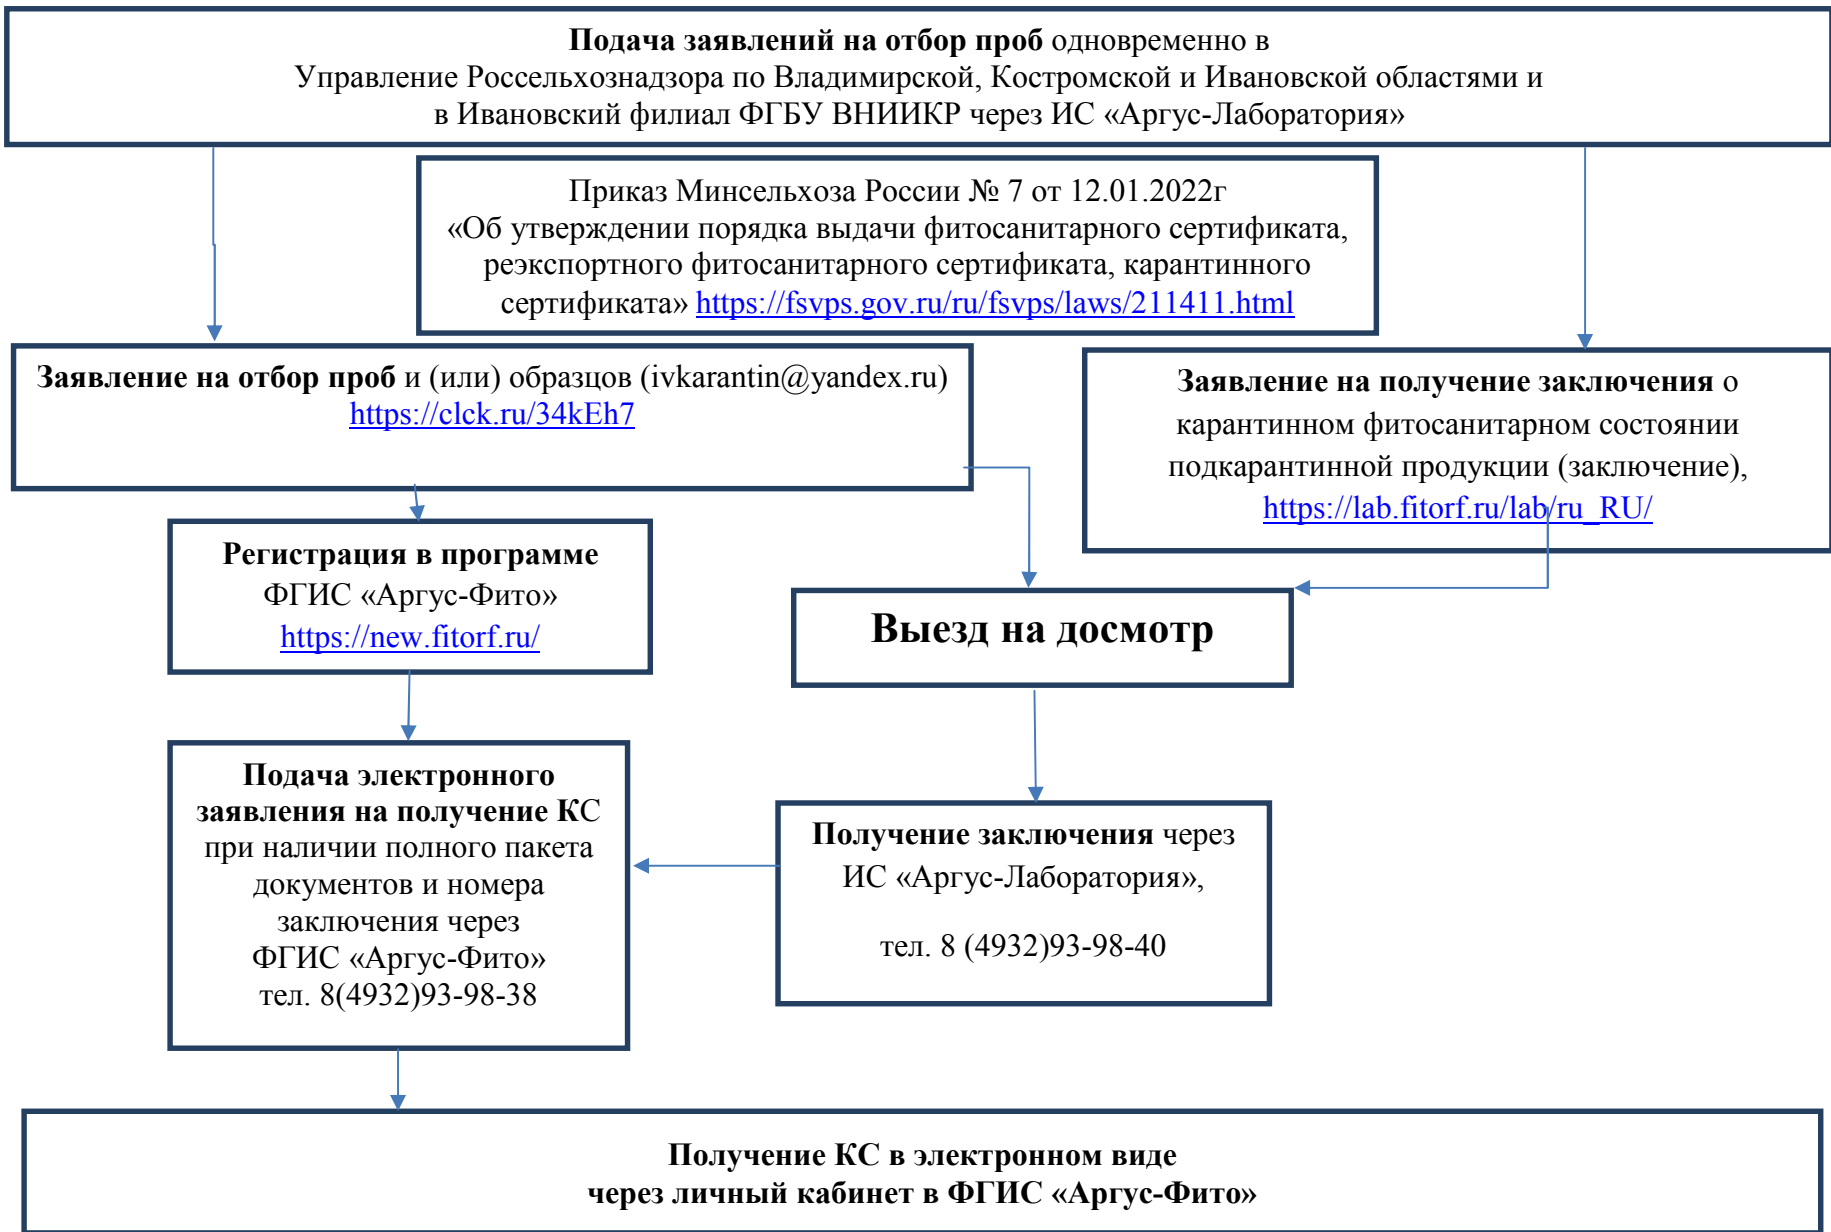 Подача заявлений на отбор проб одновременно в
Управление Россельхознадзора по Владимирской, Костромской и Ивановской областями и
в Ивановский филиал ФГБУ ВНИИКР через ИС «Аргус-Лаборатория»
Приказ Минсельхоза России № 7 от 12.01.2022г
«Об утверждении порядка выдачи фитосанитарного сертификата,
реэкспортного фитосанитарного сертификата, карантинного
сертификата» https://fsvps.gov.ru/ru/fsvps/laws/211411.html
Заявление на отбор проб и (или) образцов (ivkarantin@yandex.ru)
https://clck.ru/34kEh7
Заявление на получение заключения о
карантинном фитосанитарном состоянии
подкарантинной продукции (заключение),
https://lab.fitorf.ru/lab/ru_RU/
Регистрация в программе
ФГИС «Аргус-Фито»
https://new.fitorf.ru/
Выезд на досмотр
Подача электронного
заявления на получение КС
при наличии полного пакета
документов и номера
заключения через
ФГИС «Аргус-Фито»
тел. 8(4932)93-98-38
Получение заключения через
ИС «Аргус-Лаборатория»,
тел. 8 (4932)93-98-40
Получение КС в электронном виде
через личный кабинет в ФГИС «Аргус-Фито»